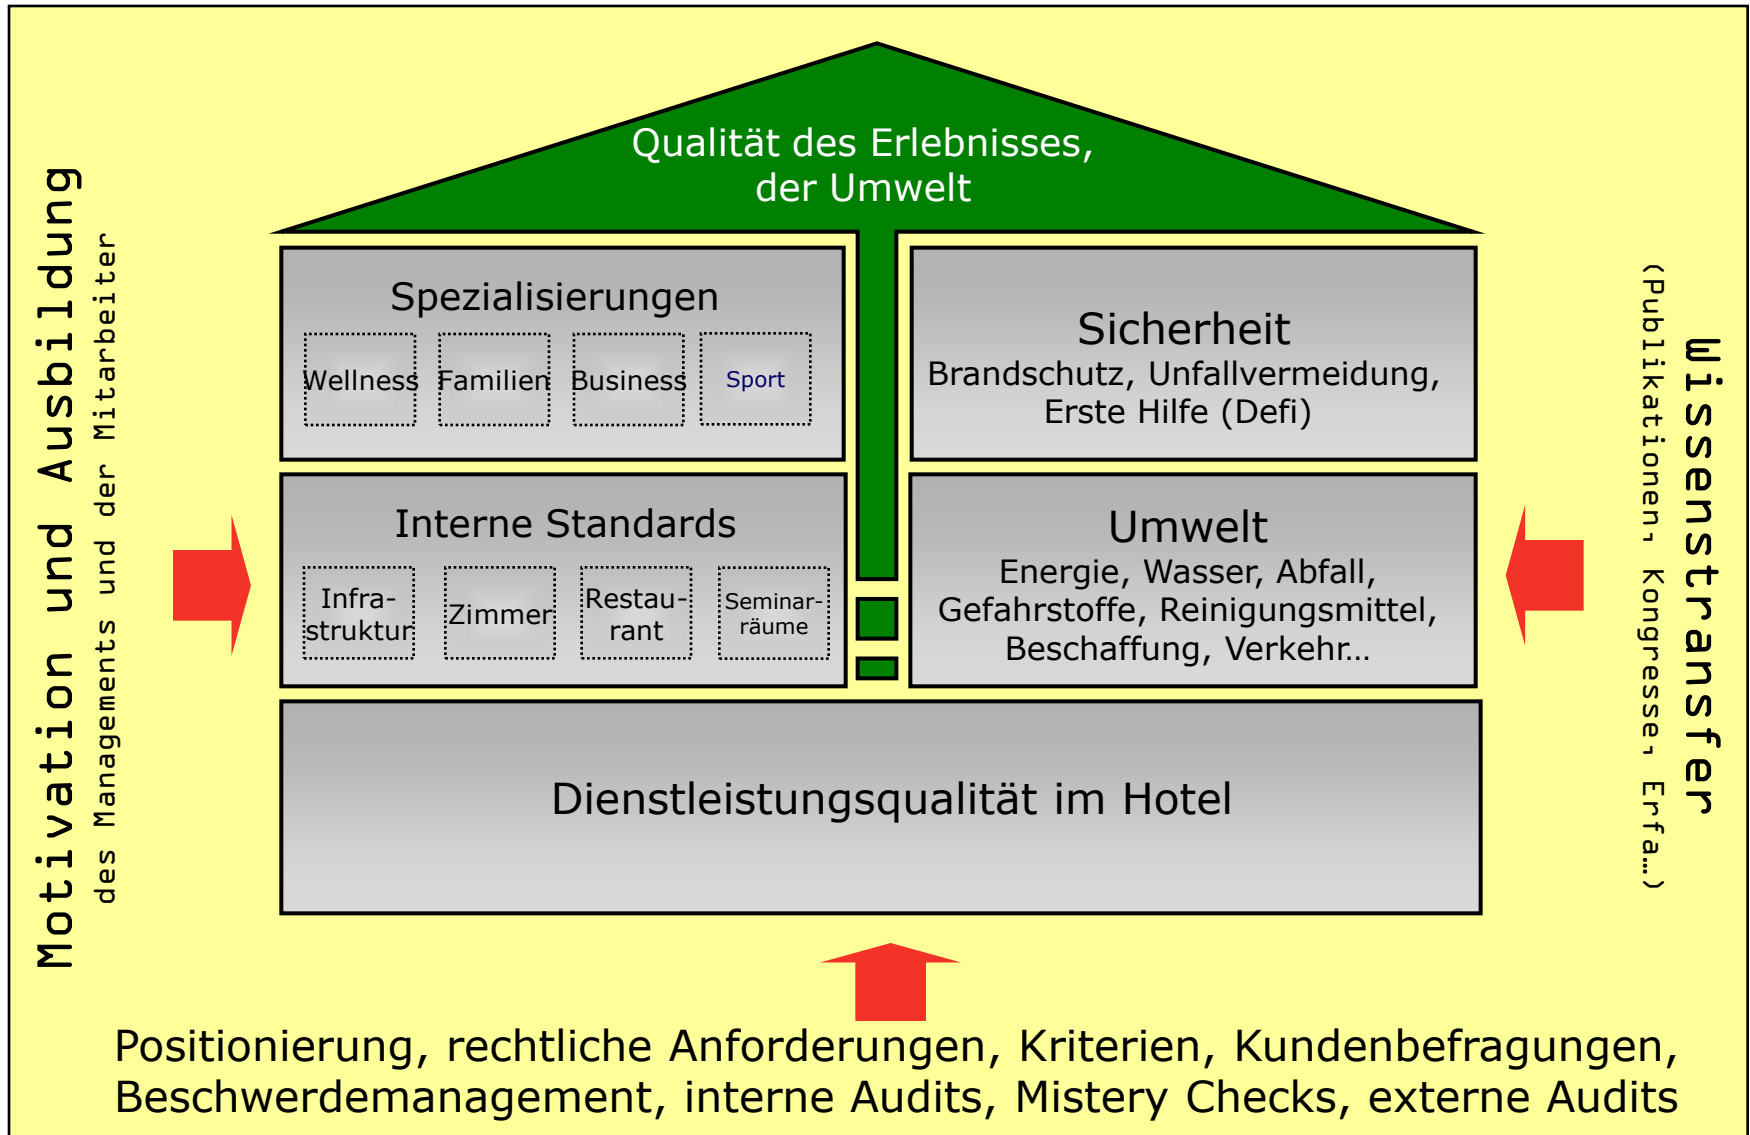 Qualität des Erlebnisses,
der Umwelt
Motivation und Ausbildung
des Managements und der Mitarbeiter
Spezialisierungen
Wellness
Familien
Business
Sport
Sicherheit
Brandschutz, Unfallvermeidung,
Erste Hilfe (Defi)
Interne Standards
Infra-
struktur
Zimmer
Restau-
rant
Seminar-
räume
Umwelt
Energie, Wasser, Abfall,
Gefahrstoffe, Reinigungsmittel,
Beschaffung, Verkehr…
Wissenstransfer
(Publikationen, Kongresse, Erfa…)
Dienstleistungsqualität im Hotel
Positionierung, rechtliche Anforderungen, Kriterien, Kundenbefragungen,
Beschwerdemanagement, interne Audits, Mistery Checks, externe Audits